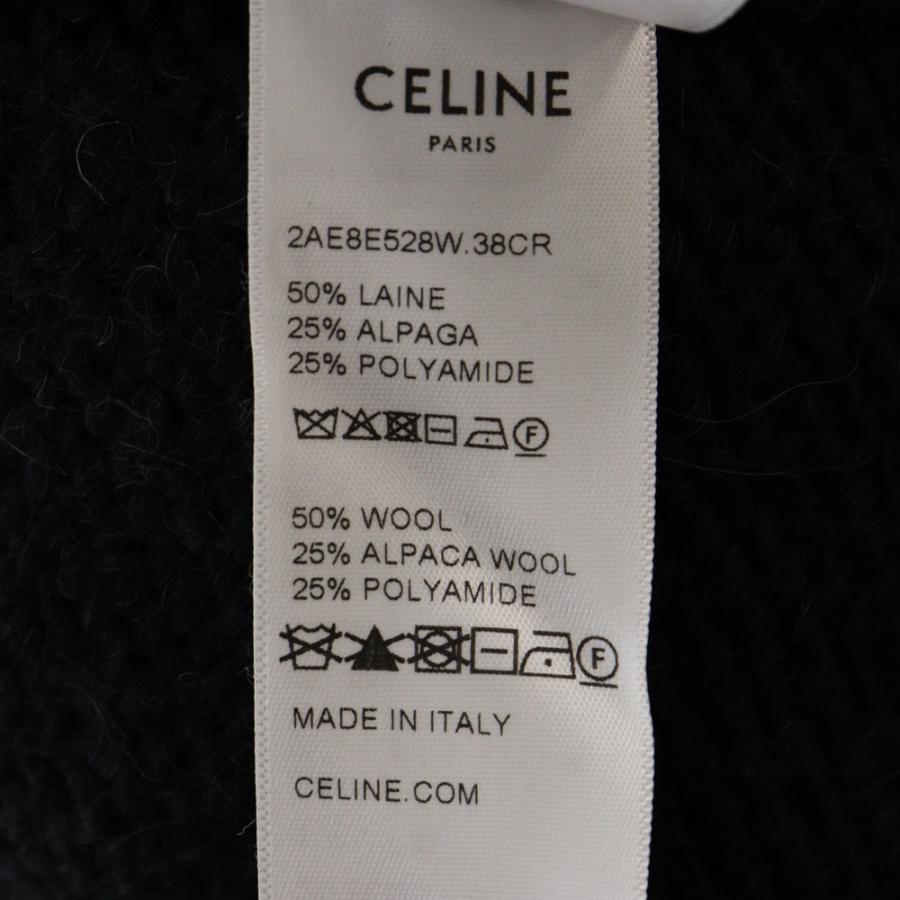 CELINE
PARIS
2AE8E528W.38CR
50% LAINE
25% ALPAGA
25% POLYAMIDE
F
50% WOOL
25% ALPACA WOOL
25% POLYAMIDE
F
MADE IN ITALY
CELINE.COM